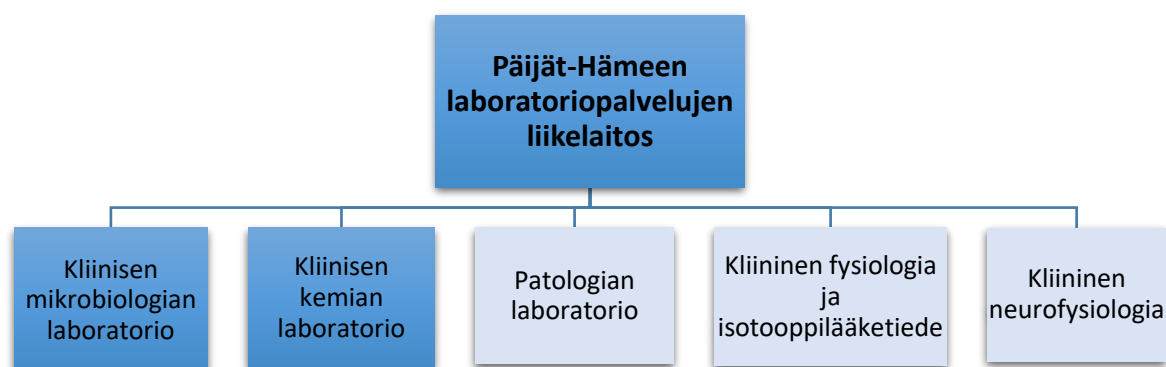 Päijät-Hämeen
laboratoriopalvelujen
liikelaitos
Kliinisen
mikrobiologian
laboratorio
Kliinisen
kemian
laboratorio
Patologian
laboratorio
Kliininen fysiologia
ja
isotooppilääketiede
Kliininen
neurofysiologia